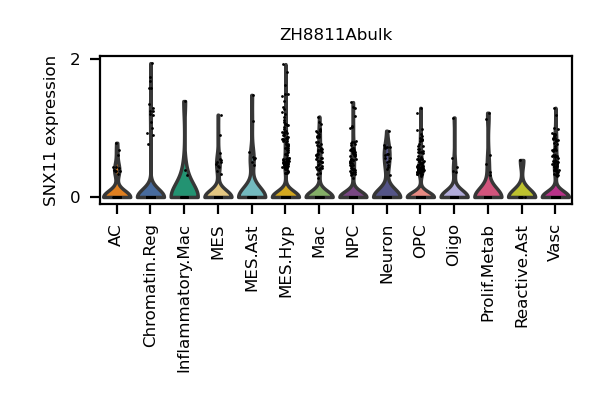 ZH8811Abulk
SNX11 expression
2
0
AC
Chromatin.Reg
Inflammatory.Mac
MES
MES.Ast
MES.Hyp
Mac
NPC
Neuron
OPC
Oligo
Prolif.Metab
Reactive.Ast
Vasc